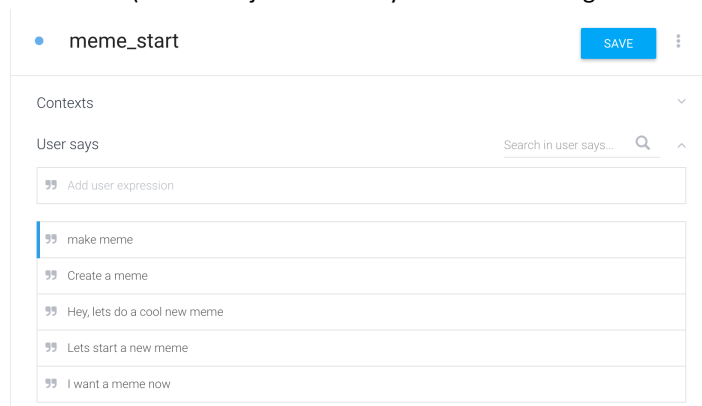 meme_start
SAVE
Contexts
User says
Search in user says...
Add user expression
make meme
Create a meme
Hey, lets do a cool new meme
Lets start a new meme
I want a meme now